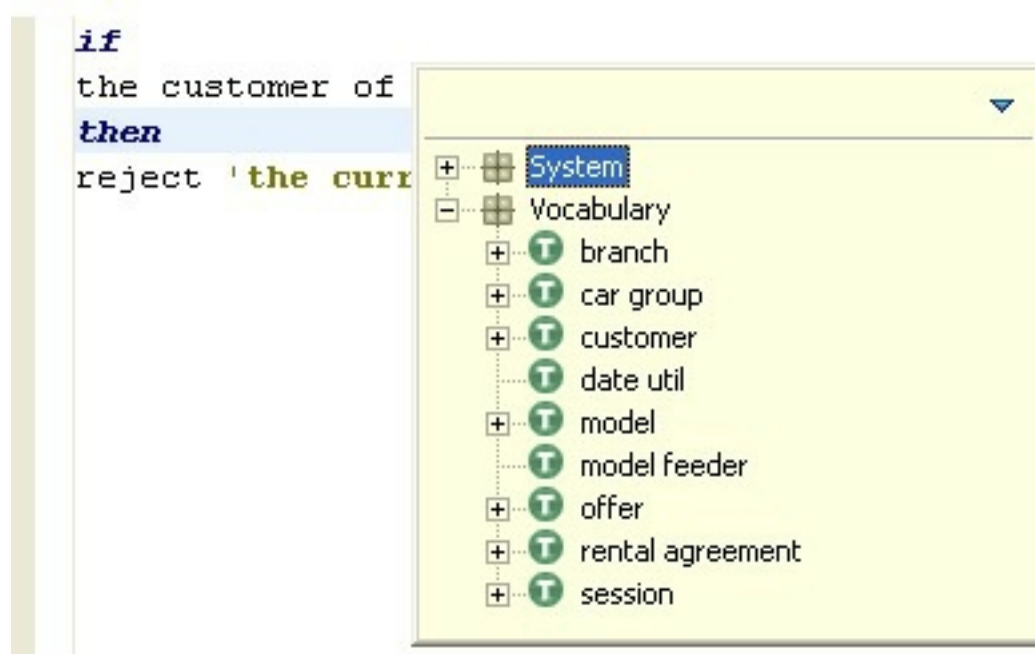 if
the customer of
then
reject 'the curr
System
Vocabulary
branch
car group
customer
date util
model
model feeder
offer
rental agreement
session